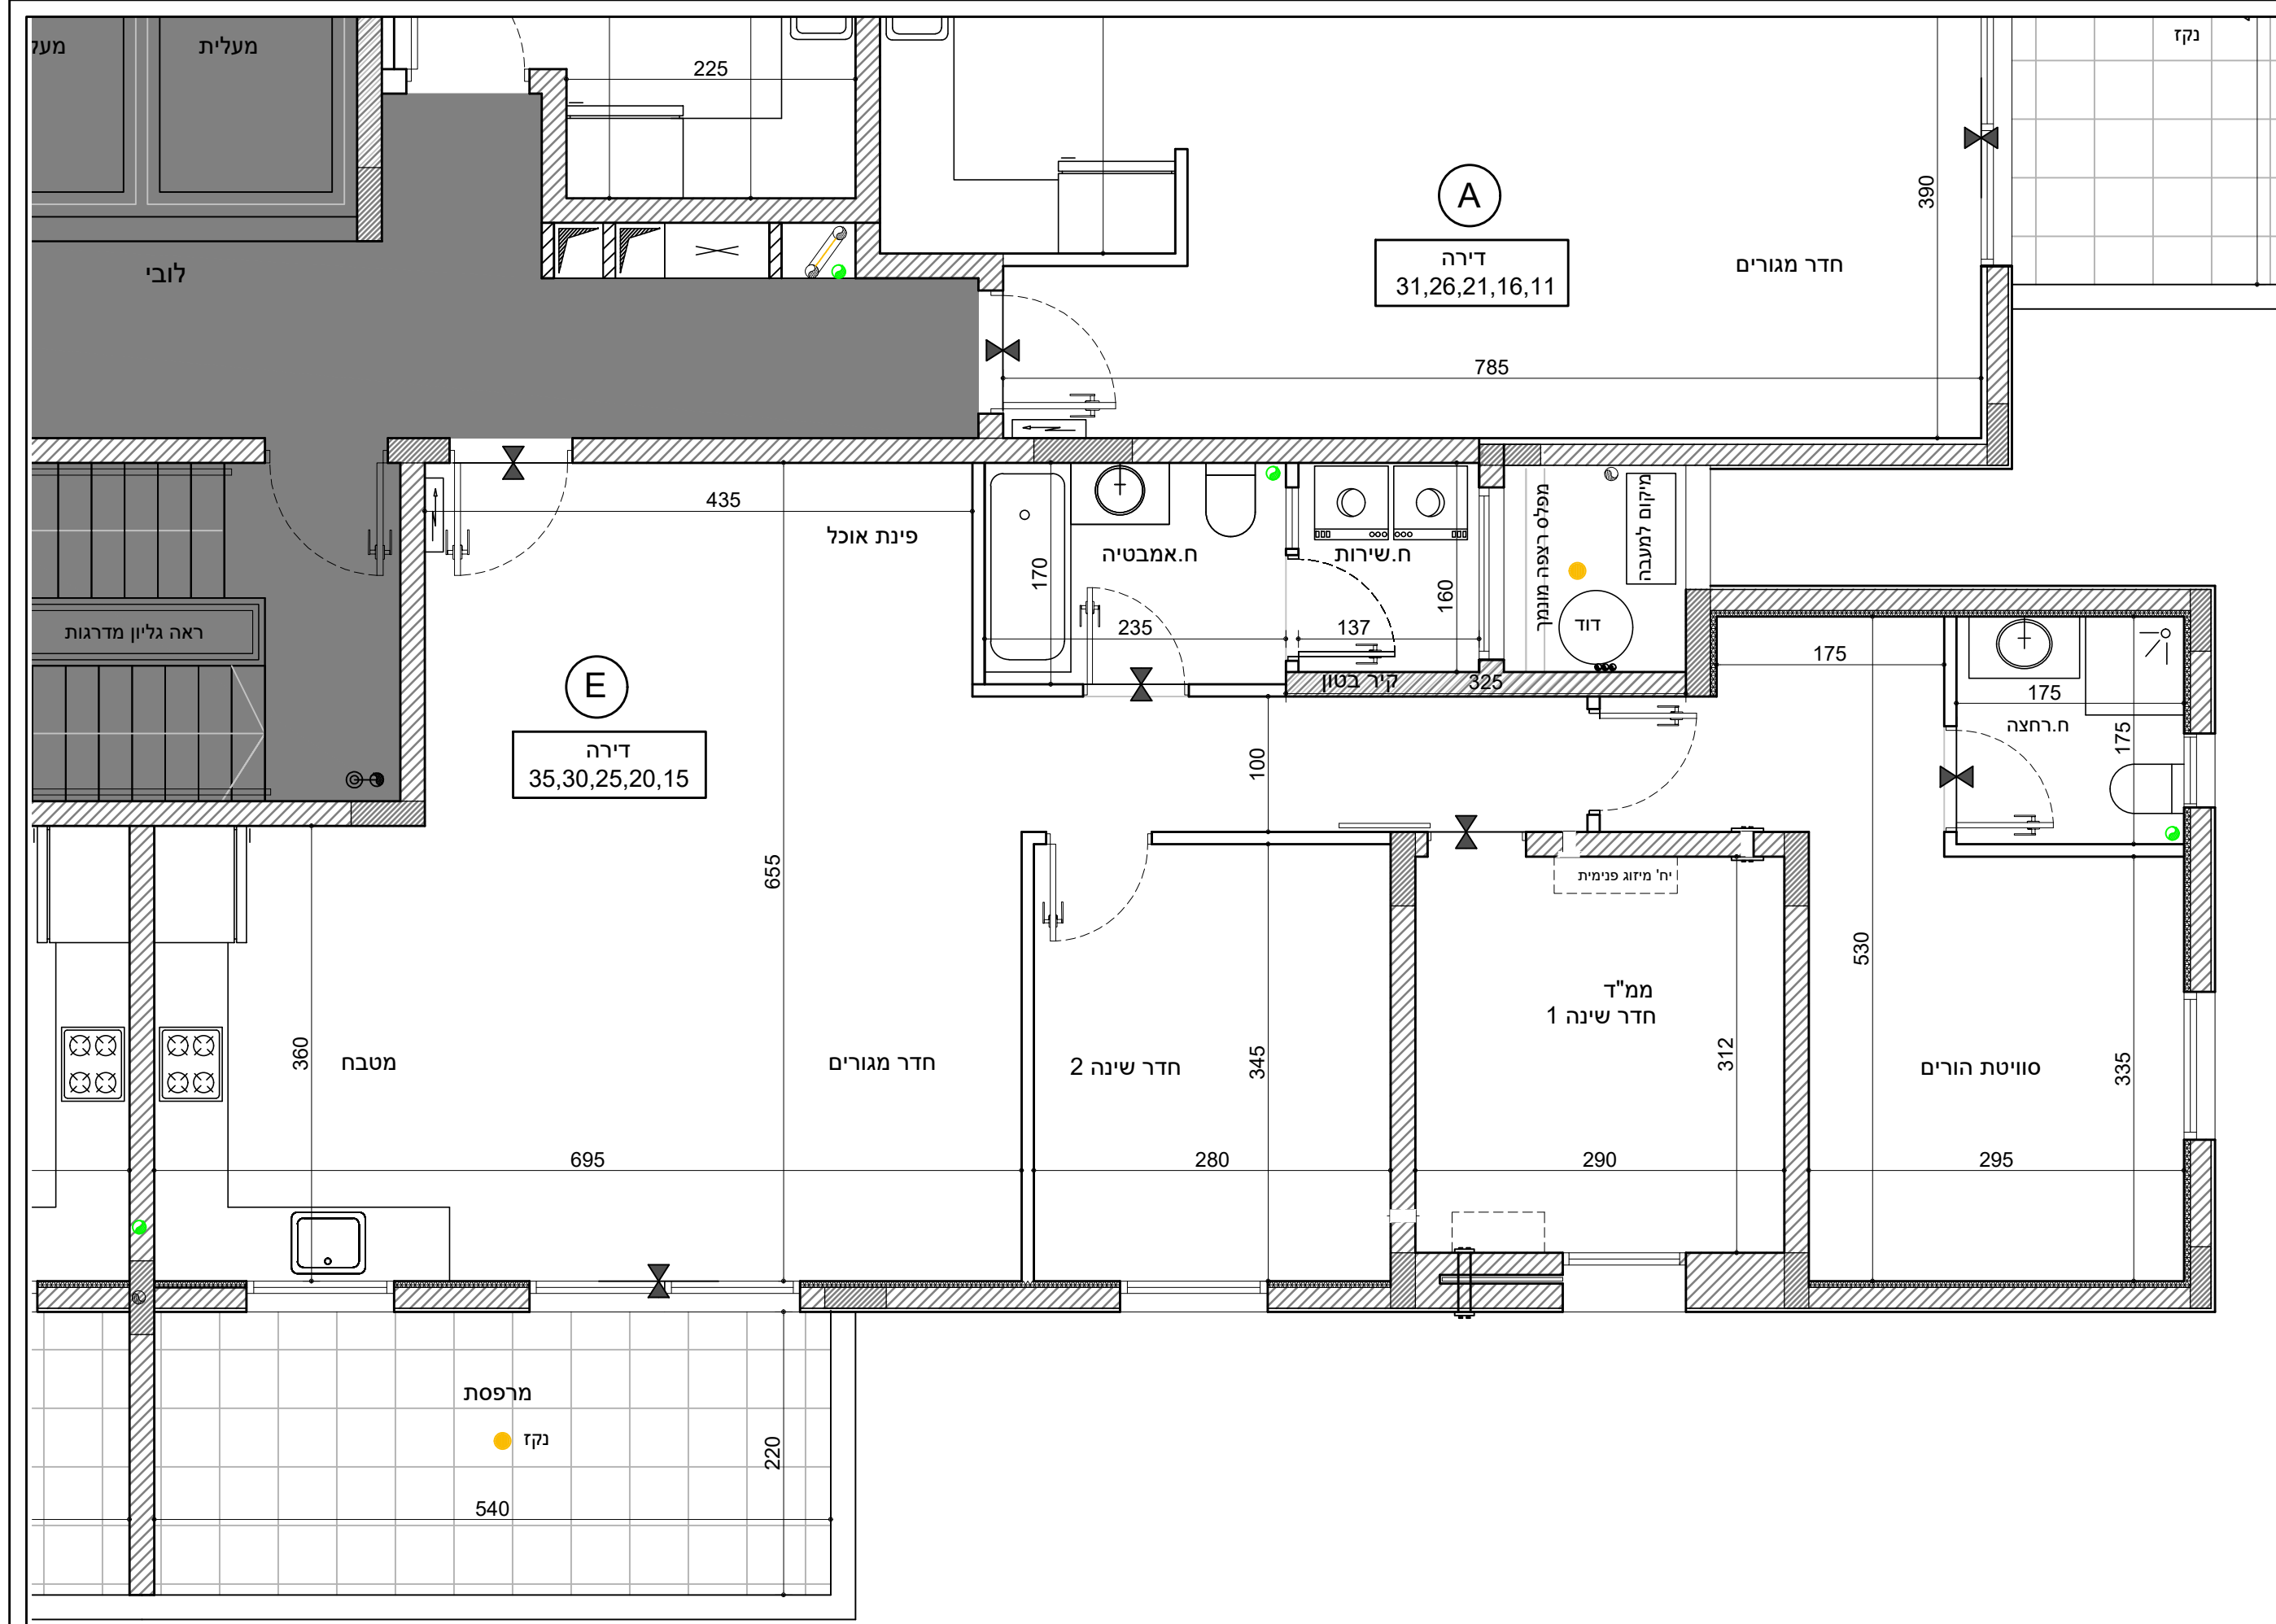 מעלית
נקז
225
A
390
דירה
31,26,21,16,11
חדר מגורים
לובי
785
435
פינת אוכל
ח.אמבטיה
ח.שירות
מפלס רצפה מונמך
מיקום למעבה
170
160
דוד
235
137
ראה גליון מדרגות
קיר בטון
325
175
175
ח.רחצה
175
E
דירה
35,30,25,20,15
100
655
יח' מיזוג פנימית
530
ממ"ד
חדר שינה 1
360
מטבח
חדר מגורים
חדר שינה 2
345
312
סוויטת הורים
335
695
280
290
295
מרפסת
נקז
220
540